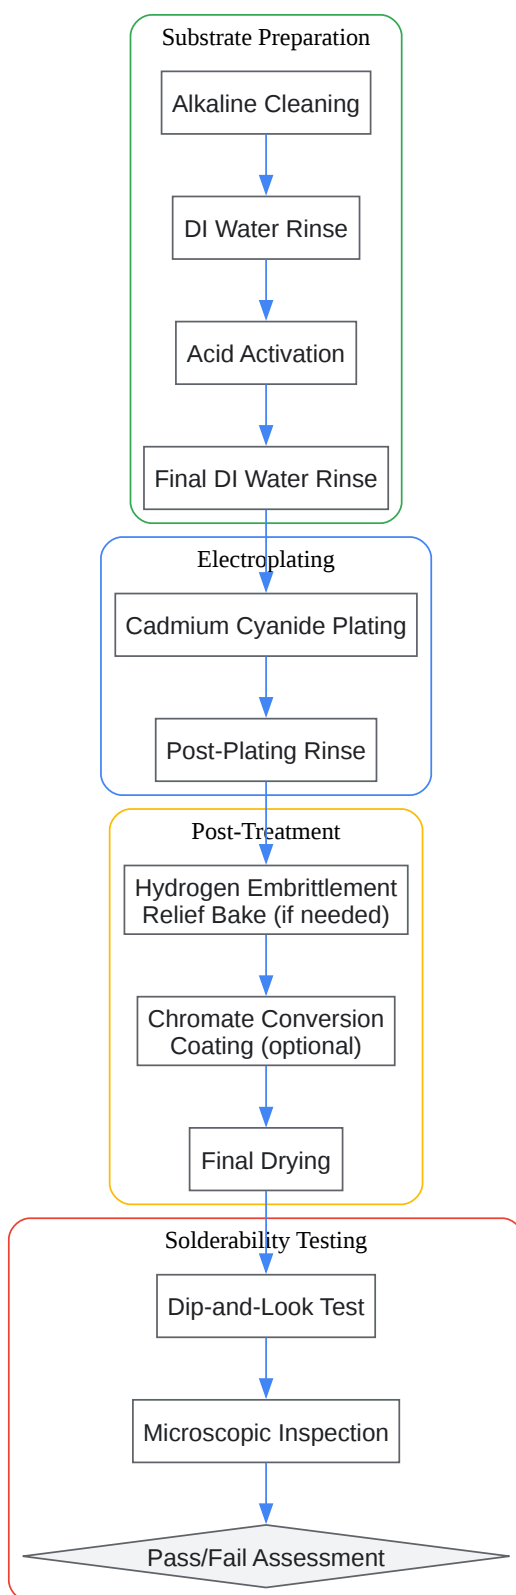 Substrate Preparation
Alkaline Cleaning
DI Water Rinse
Acid Activation
Final DI Water Rinse
Electroplating
Cadmium Cyanide Plating
Post-Plating Rinse
Post-Treatment
Hydrogen Embrittlement
Relief Bake (if needed)
Chromate Conversion
Coating (optional)
Final Drying
Solderability Testing
Dip-and-Look Test
Microscopic Inspection
Pass/Fail Assessment